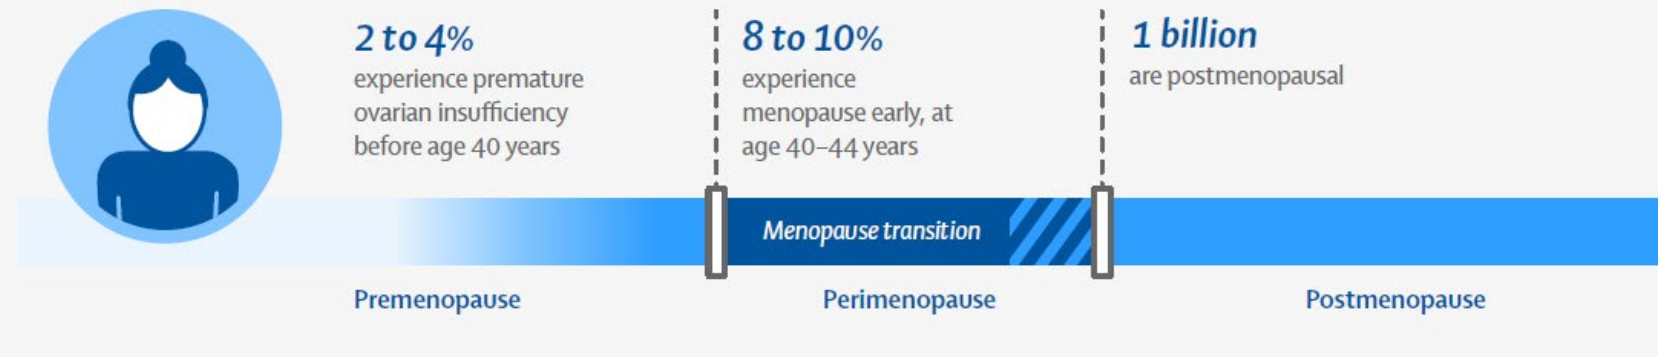 2 to 4%
experience premature
ovarian insufficiency
before age 40 years
8 to 10%
experience
menopause early, at
age 40–44 years
1 billion
are postmenopausal
Menopause transition
Premenopause
Perimenopause
Postmenopause